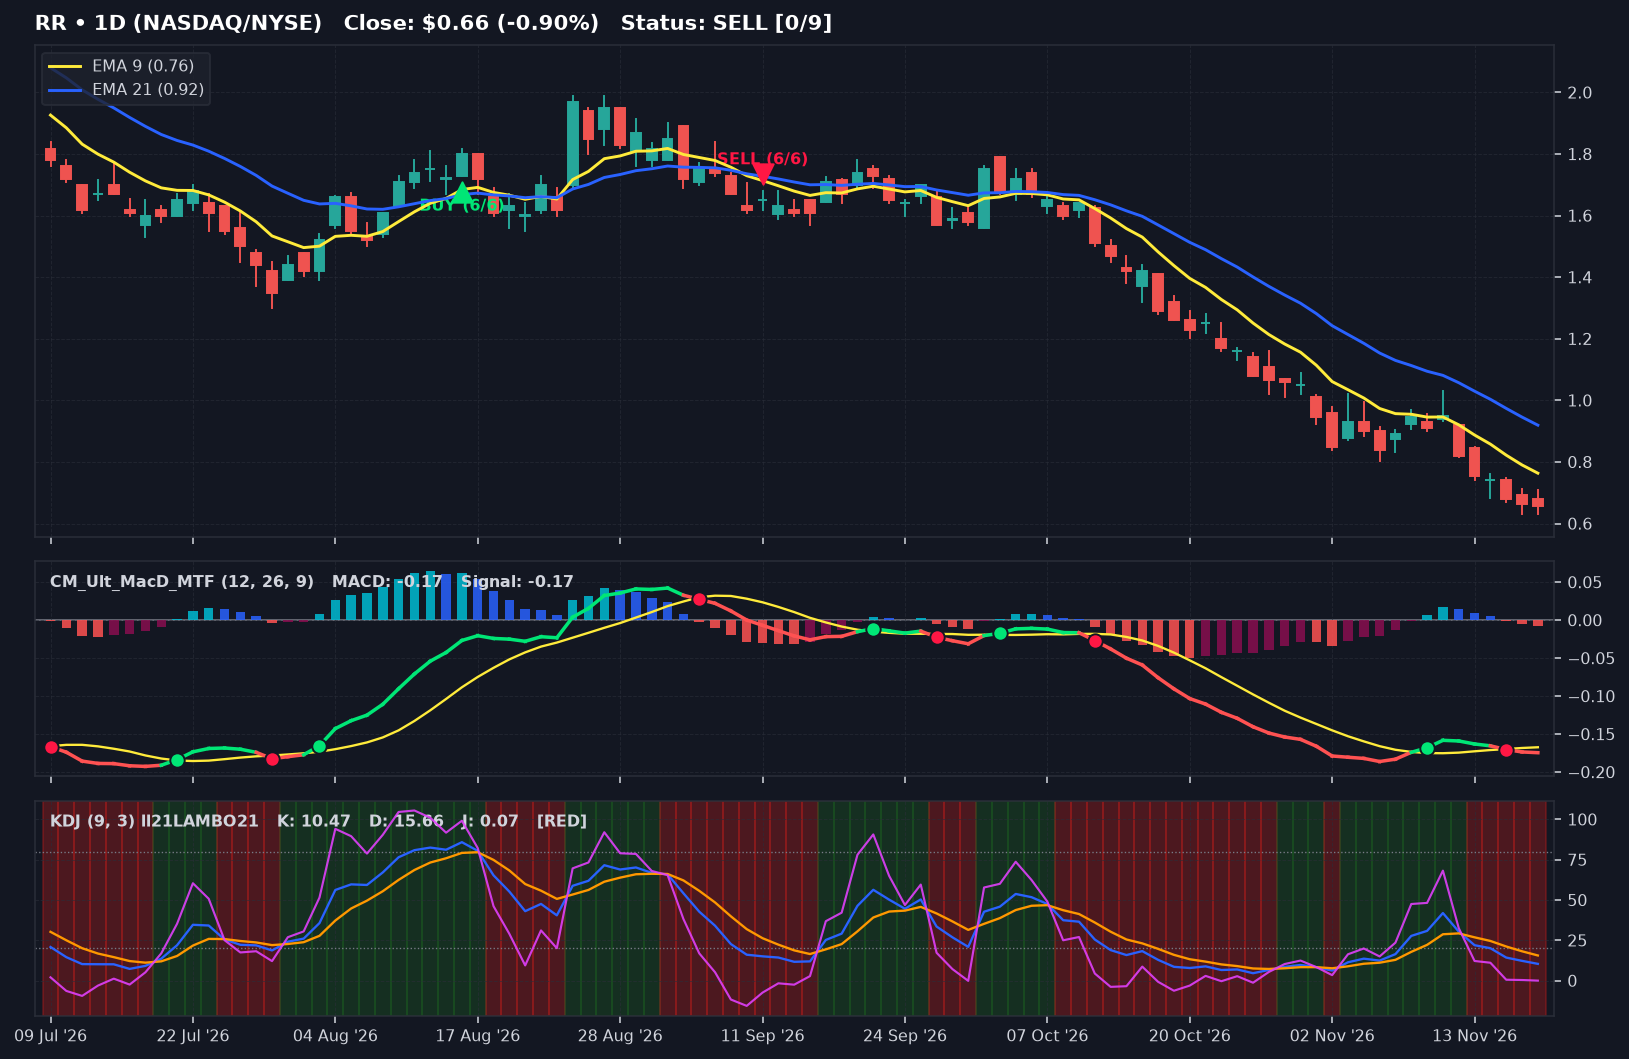 RR • 1D (NASDAQ/NYSE)   Close: $0.66 (-0.90%)   Status: SELL [0/9]
EMA 9 (0.76)
EMA 21 (0.92)
2.0
1.8
1.6
1.4
1.2
1.0
0.8
0.6
SELL (6/6)
BUY (6/6)
CM_Ult_MacD_MTF (12, 26, 9)   MACD: -0.17   Signal: -0.17
0.05
0.00
−0.05
−0.10
−0.15
−0.20
KDJ (9, 3) ll21LAMBO21   K: 10.47   D: 15.66   J: 0.07   [RED]
100
75
50
25
0
09 Jul '26
22 Jul '26
04 Aug '26
17 Aug '26
28 Aug '26
11 Sep '26
24 Sep '26
07 Oct '26
20 Oct '26
02 Nov '26
13 Nov '26